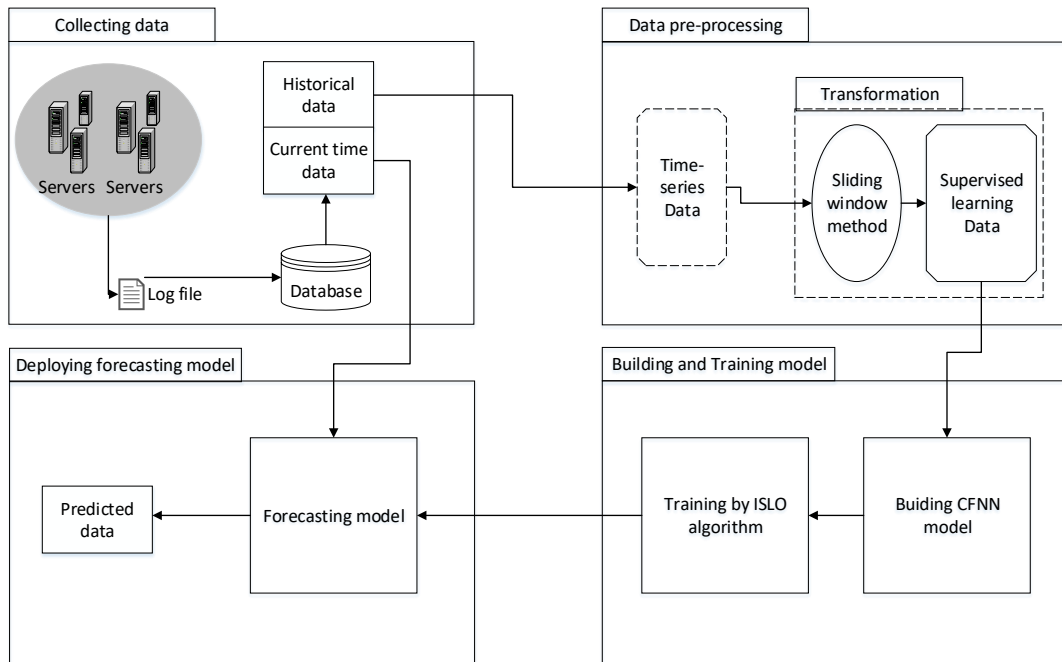 Collecting data
Servers Servers
Log file
Historical
data
Current time
data
Database
Data pre-processing
Time-
series
Data
Transformation
Sliding
window
method
Supervised
learning
Data
Deploying forecasting model
Predicted
data
Forecasting model
Building and Training model
Training by ISLO
algorithm
Buiding CFNN
model